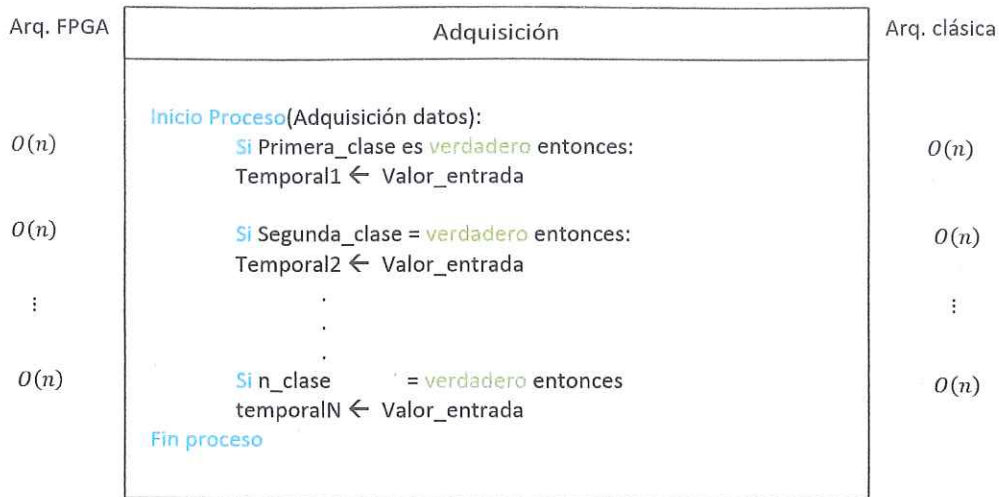 Arq. FPGA
Adquisición
Arq. clásica
Inicio Proceso(Adquisición datos):
O(n)
Si Primera_clase es verdadero entonces:
O(n)
Temporal1 ← Valor_entrada
O(n)
Si Segunda_clase = verdadero entonces:
O(n)
Temporal2 ← Valor_entrada
⋮
.
.
.
⋮
O(n)
Si n_clase = verdadero entonces
O(n)
temporalN ← Valor_entrada
Fin proceso